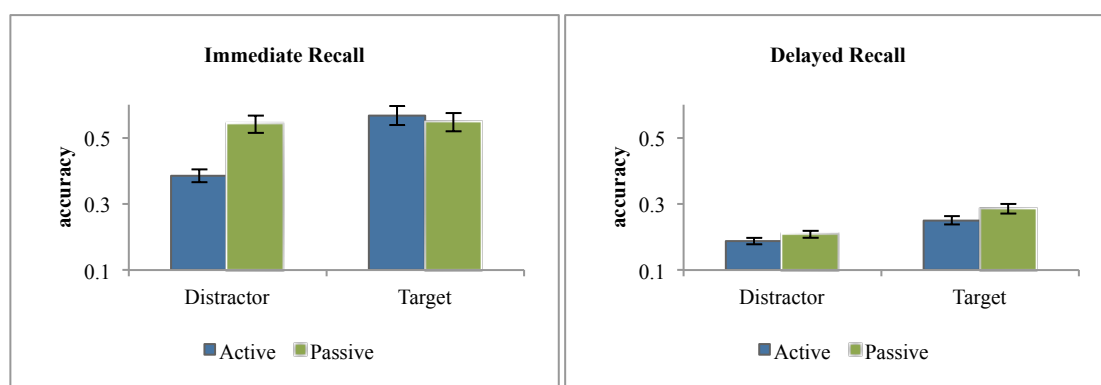 Immediate Recall
accuracy
0.5
0.3
0.1
Distractor Target
Active Passive
Delayed Recall
accuracy
0.5
0.3
0.1
Distractor Target
Active Passive